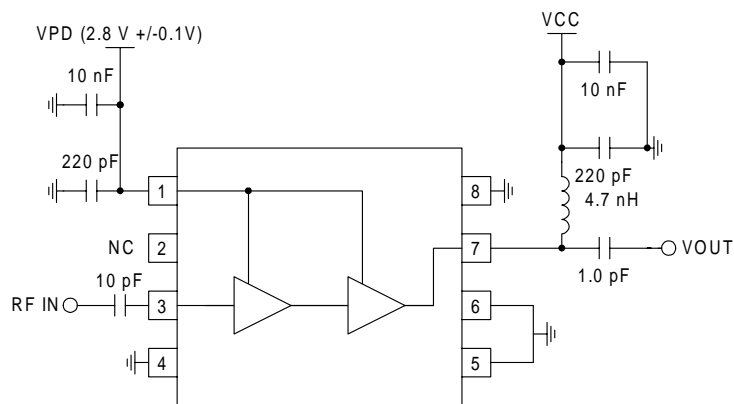 VPD (2.8 V +/-0.1V)
VCC
10 nF
10 nF
220 pF
220 pF
4.7 nH
1
8
NC
2
7
VOUT
1.0 pF
10 pF
RF IN
3
6
4
5